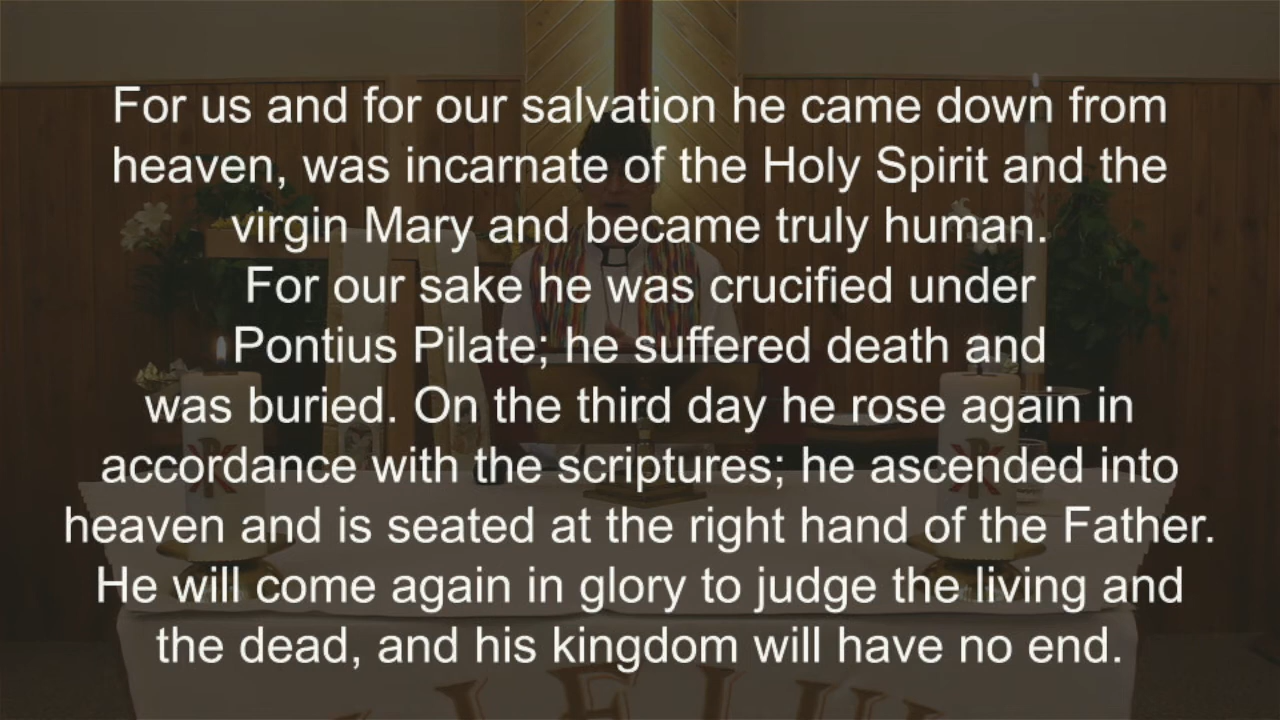 For us and for our salvation he came down from
heaven, was incarnate of the Holy Spirit and the
virgin Mary and became truly human.
For our sake he was crucified under
Pontius Pilate; he suffered death and
was buried. On the third day he rose again in
accordance with the scriptures; he ascended into
heaven and is seated at the right hand of the Father.
He will come again in glory to judge the living and
the dead, and his kingdom will have no end.